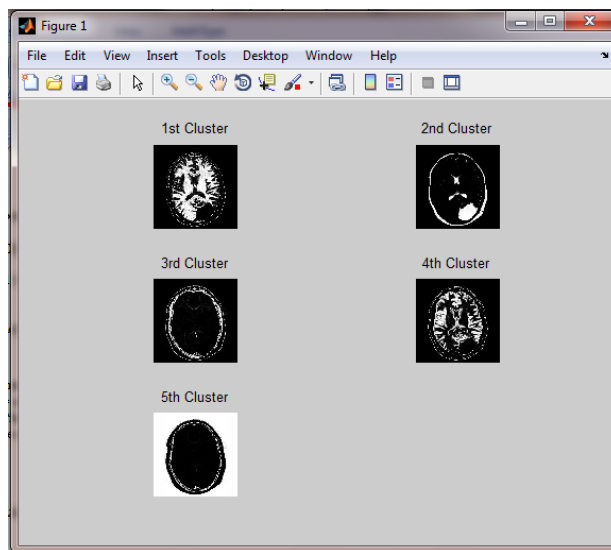 Figure 1
File Edit View Insert Tools Desktop Window Help
1st Cluster 2nd Cluster
3rd Cluster 4th Cluster
5th Cluster